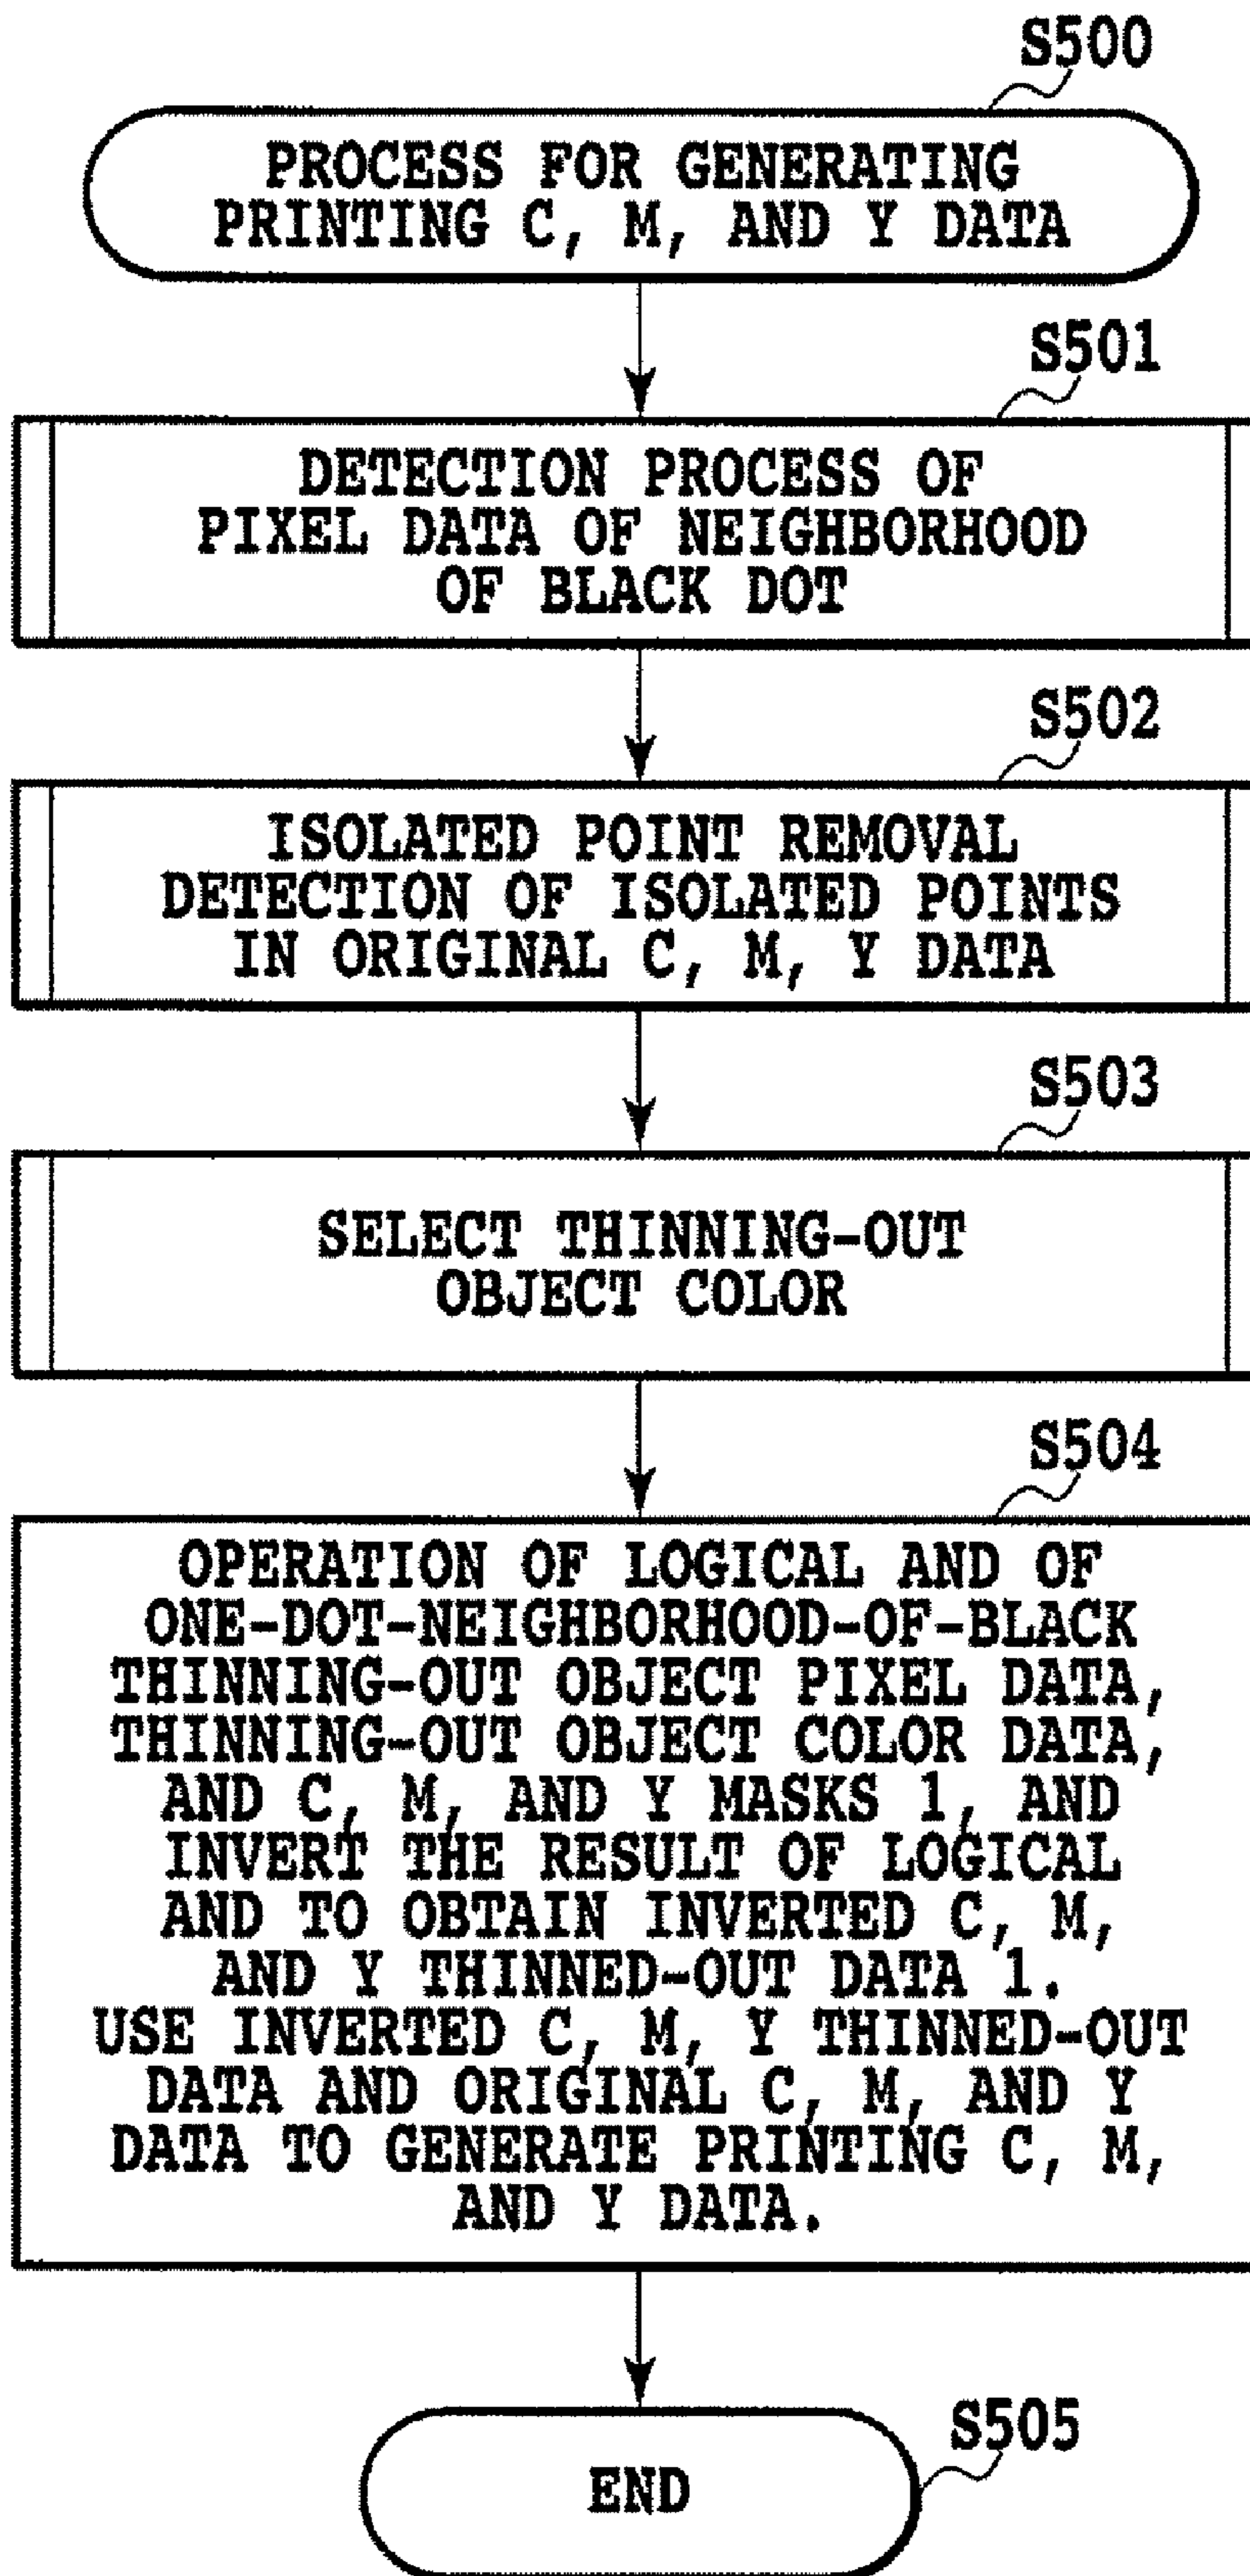 S500
PROCESS FOR GENERATING
PRINTING C, M, AND Y DATA
S501
DETECTION PROCESS OF
PIXEL DATA OF NEIGHBORHOOD
OF BLACK DOT
S502
ISOLATED POINT REMOVAL
DETECTION OF ISOLATED POINTS
IN ORIGINAL C, M, Y DATA
S503
SELECT THINNING-OUT
OBJECT COLOR
S504
OPERATION OF LOGICAL AND OF
ONE-DOT-NEIGHBORHOOD-OF-BLACK
THINNING-OUT OBJECT PIXEL DATA,
THINNING-OUT OBJECT COLOR DATA,
AND C, M, AND Y MASKS 1, AND
INVERT THE RESULT OF LOGICAL
AND TO OBTAIN INVERTED C, M,
AND Y THINNED-OUT DATA 1.
USE INVERTED C, M, Y THINNED-OUT
DATA AND ORIGINAL C, M, AND Y
DATA TO GENERATE PRINTING C, M,
AND Y DATA.
S505
END